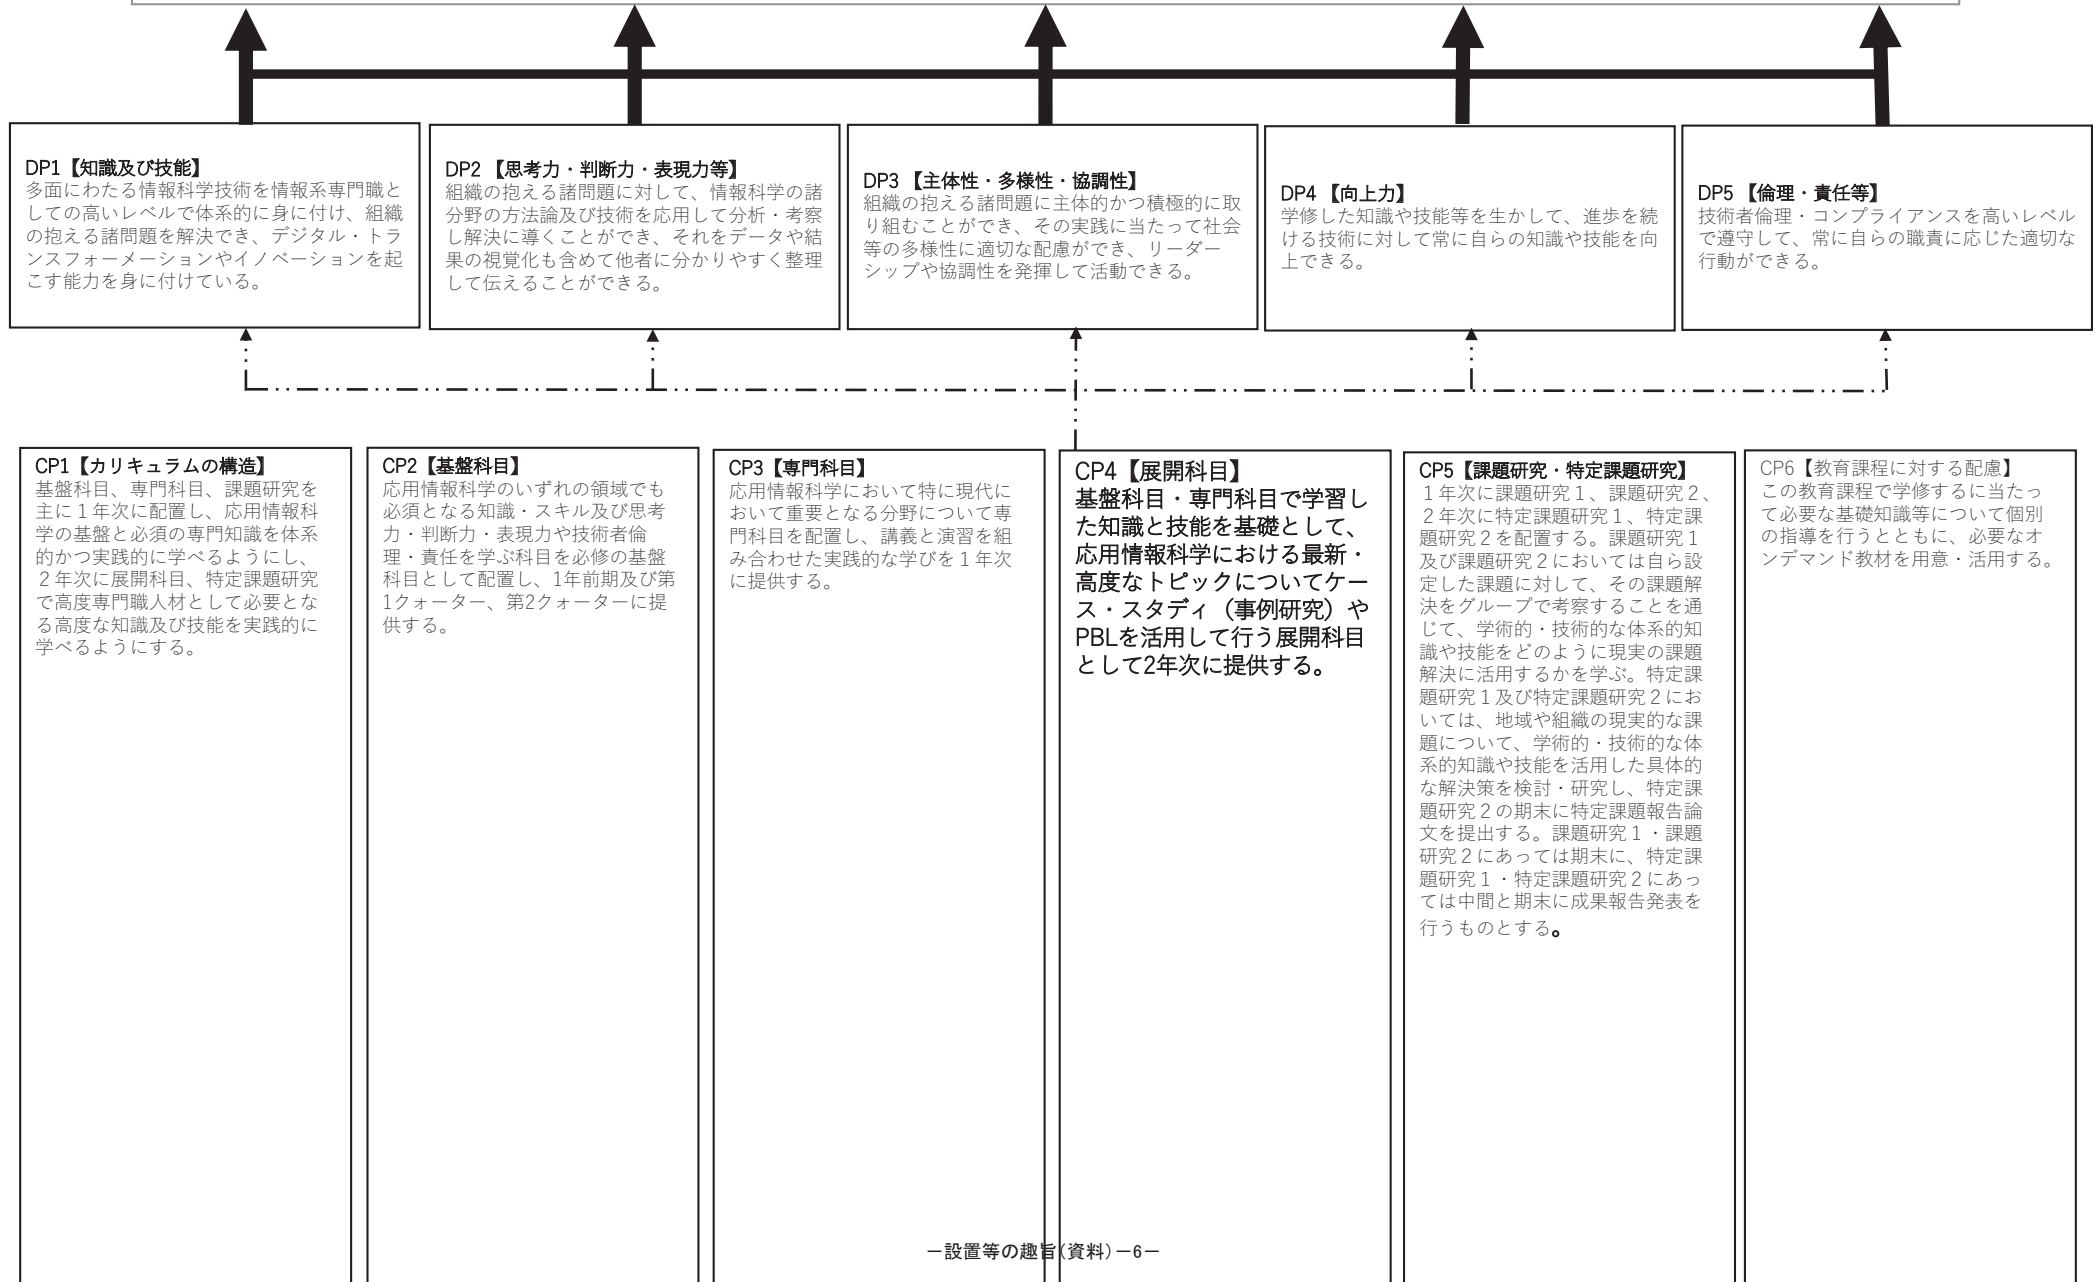 DP1【知識及び技能】
多面にわたる情報科学技術を情報系専門職と
しての高いレベルで体系的に身に付け、組織
の抱える諸問題を解決でき、デジタル・トラ
ンスフォーメーションやイノベーションを起
こす能力を身に付けている。
DP2【思考力・判断力・表現力等】
組織の抱える諸問題に対して、情報科学の諸
分野の方法論及び技術を応用して分析・考察
し解決に導くことができ、それをデータや結
果の視覚化も含めて他者に分かりやすく整理
して伝えることができる。
DP3 【主体性・多様性・協調性】
組織の抱える諸問題に主体的かつ積極的に取
り組むことができ、その実践に当たって社会
等の多様性に適切な配慮ができ、リーダー
シップや協調性を発揮して活動できる。
DP4 【向上力】
学修した知識や技能等を生かして、進歩を続
ける技術に対して常に自らの知識や技能を向
上できる。
DP5 【倫理・責任等】
技術者倫理・コンプライアンスを高いレベル
で遵守して、常に自らの職責に応じた適切な
行動ができる。
CP1【カリキュラムの構造】
基盤科目、専門科目、課題研究を
主に１年次に配置し、応用情報科
学の基盤と必須の専門知識を体系
的かつ実践的に学べるようにし、
２年次に展開科目、特定課題研究
で高度専門職人材として必要とな
る高度な知識及び技能を実践的に
学べるようにする。
CP2【基盤科目】
応用情報科学のいずれの領域でも
必須となる知識・スキル及び思考
力・判断力・表現力や技術者倫
理・責任を学ぶ科目を必修の基盤
科目として配置し、1年前期及び第
1クォーター、第2クォーターに提
供する。
CP3【専門科目】
応用情報科学において特に現代に
おいて重要となる分野について専
門科目を配置し、講義と演習を組
み合わせた実践的な学びを１年次
に提供する。
CP4【展開科目】
基盤科目・専門科目で学習し
た知識と技能を基礎として、
応用情報科学における最新・
高度なトピックについてケー
ス・スタディ（事例研究）や
PBLを活用して行う展開科目
として2年次に提供する。
CP5【課題研究・特定課題研究】
１年次に課題研究１、課題研究２、
２年次に特定課題研究１、特定課
題研究２を配置する。課題研究１
及び課題研究２においては自ら設
定した課題に対して、その課題解
決をグループで考察することを通
じて、学術的・技術的な体系的知
識や技能をどのように現実の課題
解決に活用するかを学ぶ。特定課
題研究１及び特定課題研究２にお
いては、地域や組織の現実的な課
題について、学術的・技術的な体
系的知識や技能を活用した具体的
な解決策を検討・研究し、特定課
題研究２の期末に特定課題報告論
文を提出する。課題研究１・課題
研究２にあっては期末に、特定課
題研究１・特定課題研究２にあっ
ては中間と期末に成果報告発表を
行うものとする。
CP6【教育課程に対する配慮】
この教育課程で学修するに当たっ
て必要な基礎知識等について個別
の指導を行うとともに、必要なオ
ンデマンド教材を用意・活用する。
－設置等の趣旨(資料)－6－